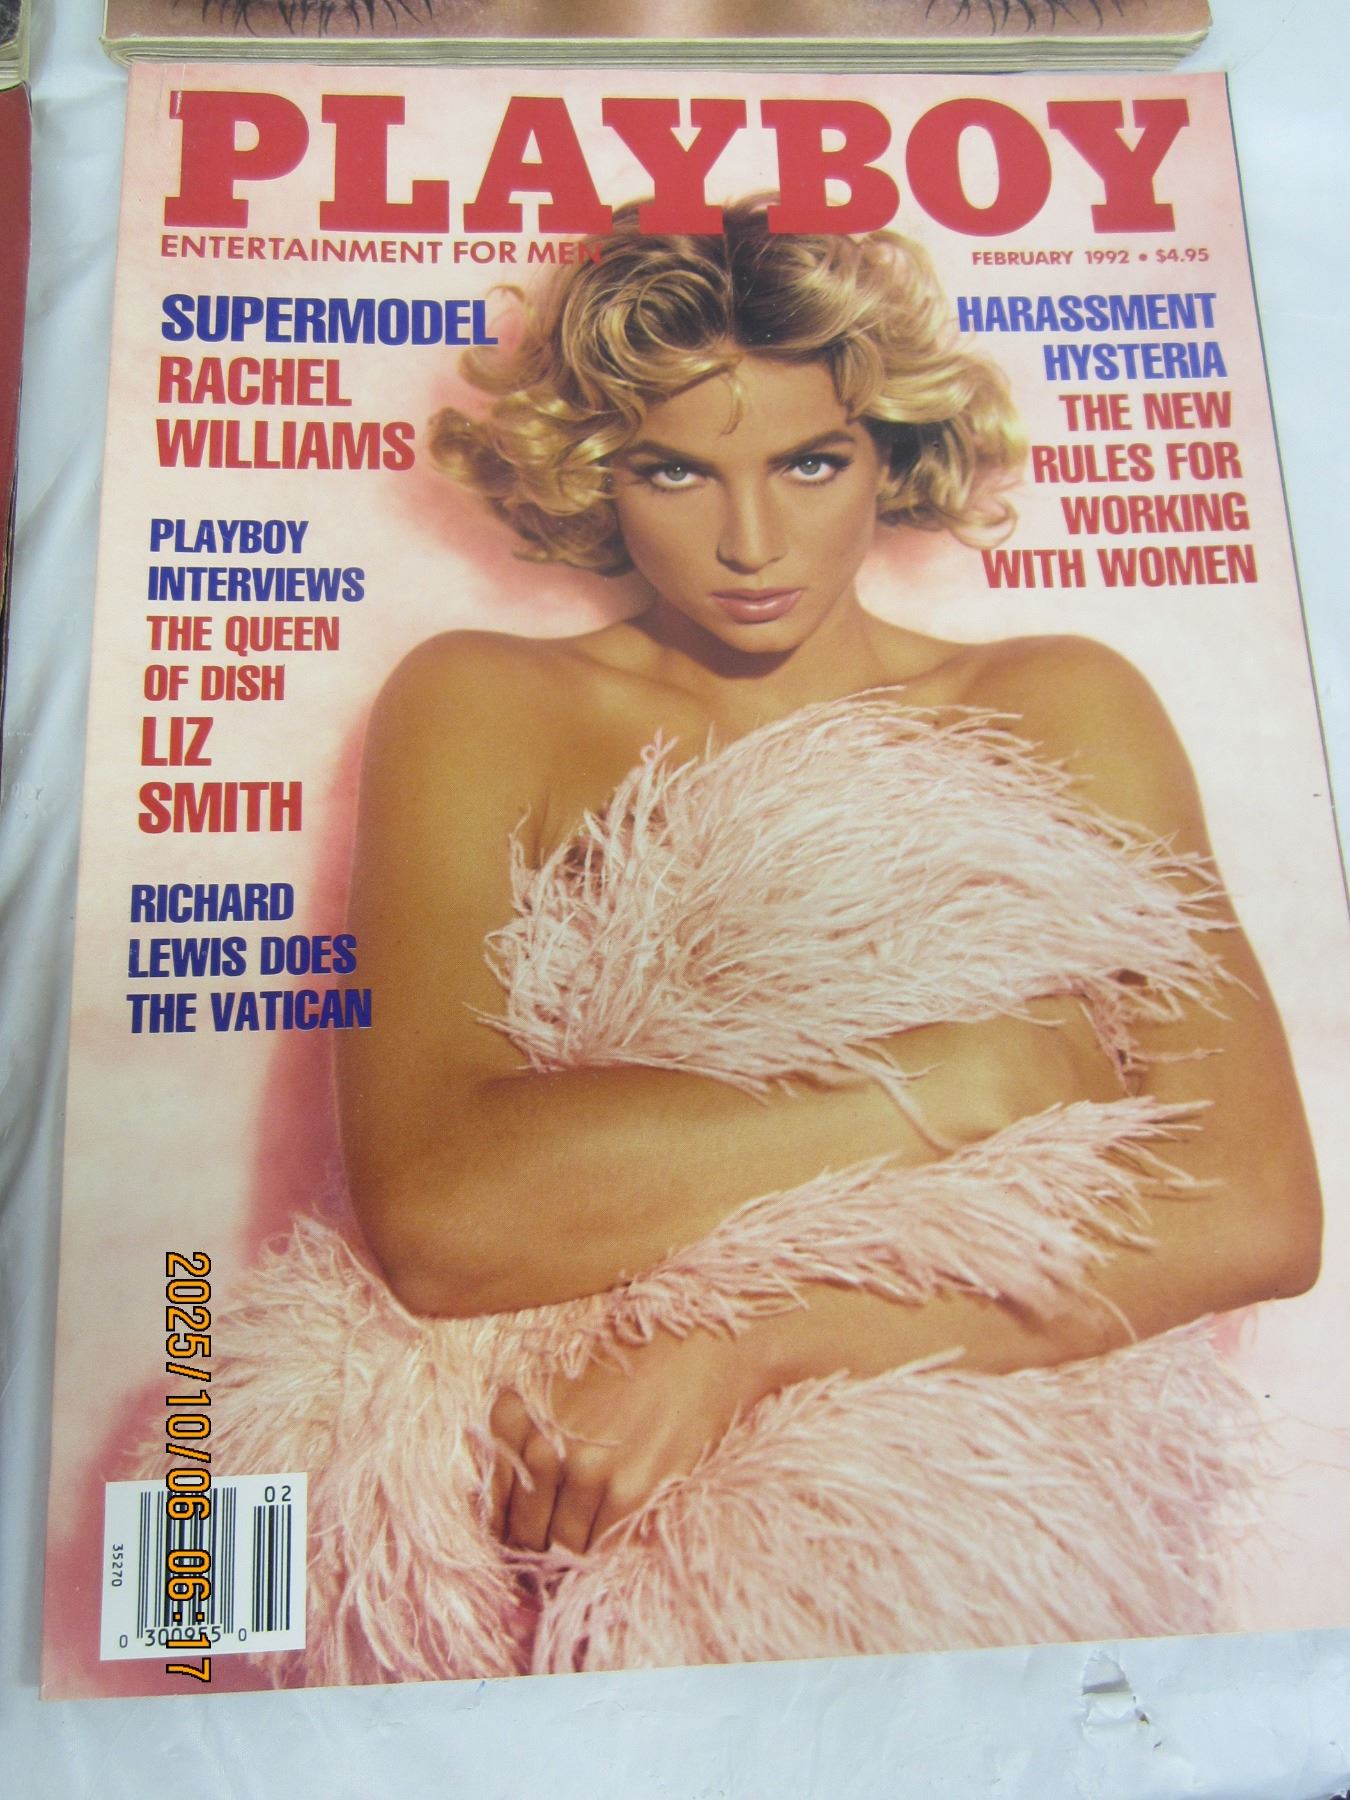 PLAYBOY
ENTERTAINMENT FOR MEN
FEBRUARY 1992 • $4.95
SUPERMODEL
RACHEL
WILLIAMS
PLAYBOY
INTERVIEWS
THE QUEEN
OF DISH
LIZ
SMITH
RICHARD
LEWIS DOES
THE VATICAN
HARASSMENT
HYSTERIA
THE NEW
RULES FOR
WORKING
WITH WOMEN
02
35270
0 300955 0
2025/10/06 06:17